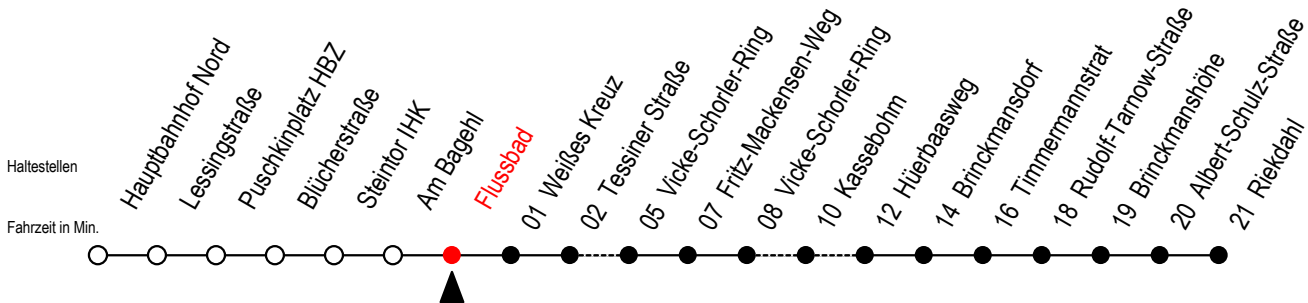 Haltestellen
Fahrzeit in Min.
Hauptbahnhof Nord
Lessingstraße
Puschkinplatz HBZ
Blücherstraße
Steintor IHK
Am Bagehl
Flussbad
01 Weißes Kreuz
02 Tessiner Straße
05 Vicke-Schorler-Ring
07 Fritz-Mackensen-Weg
08 Vicke-Schorler-Ring
10 Kassebohm
12 Hüerbaasweg
14 Brinckmansdorf
16 Timmermannstrat
18 Rudolf-Tarnow-Straße
19 Brinckmanshöhe
20 Albert-Schulz-Straße
21 Riekdahl